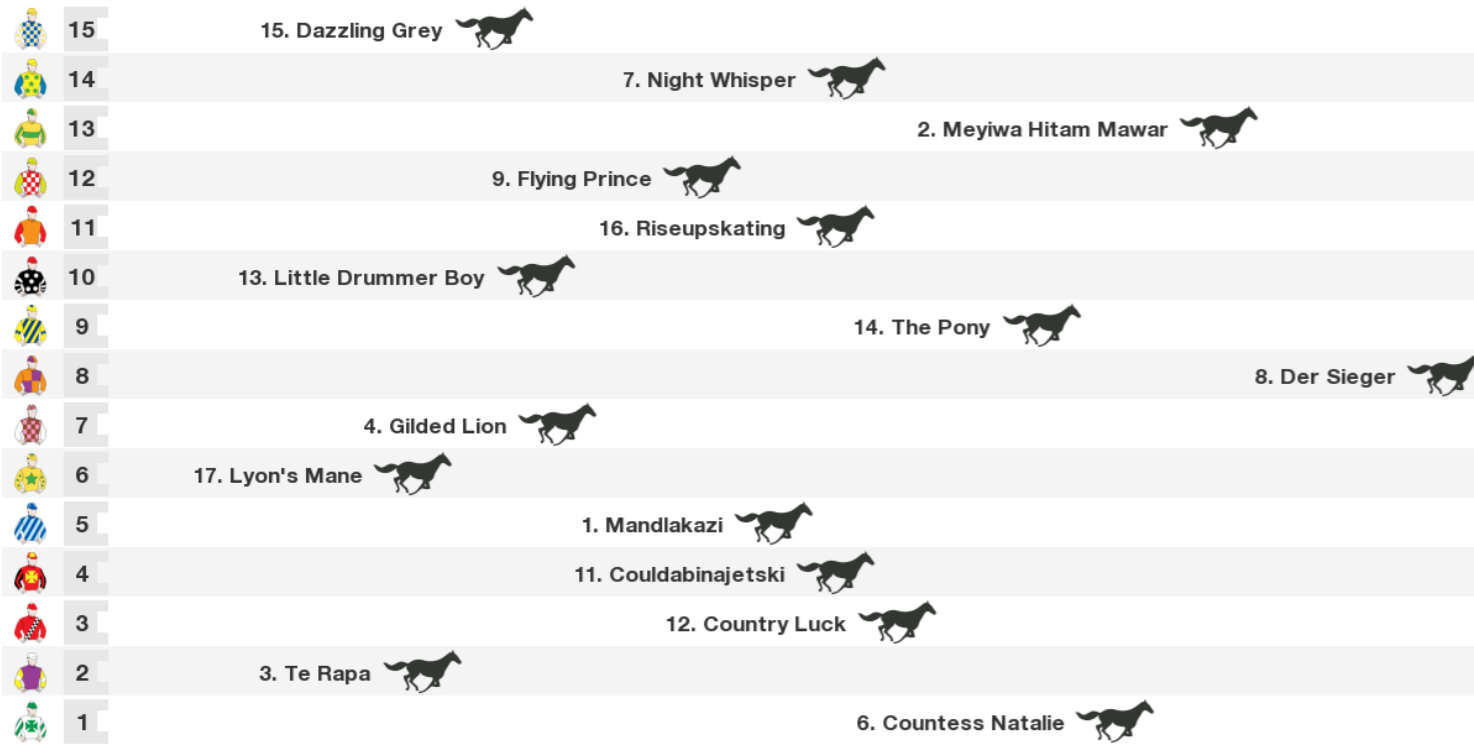 15 15. Dazzling Grey
14 7. Night Whisper
13 2. Meyiwa Hitam Mawar
12 9. Flying Prince
11 16. Riseupskating
10 13. Little Drummer Boy
9 14. The Pony
8 8. Der Sieger
7 4. Gilded Lion
6 17. Lyon's Mane
5 1. Mandlakazi
4 11. Couldabinajetski
3 12. Country Luck
2 3. Te Rapa
1 6. Countess Natalie